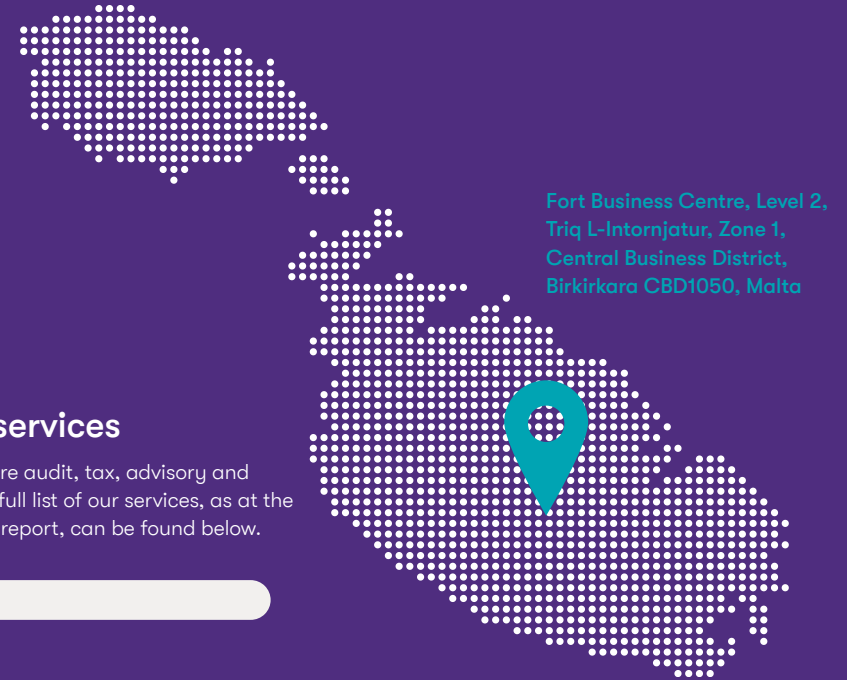 Fort Business Centre, Level 2,
Triq L-Intornjatur, Zone 1,
Central Business District,
Birkirkara CBD1050, Malta
services
re audit, tax, advisory and
full list of our services, as at the
report, can be found below.